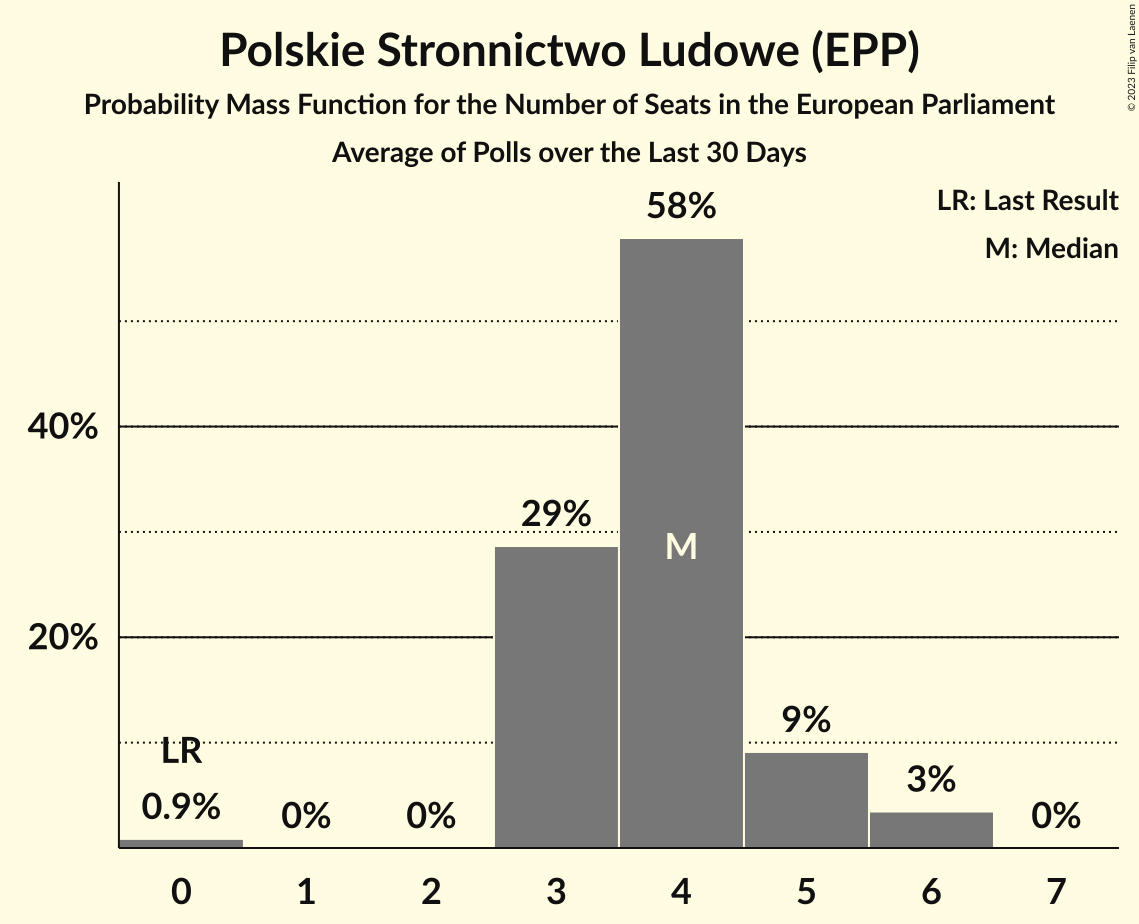 Polskie Stronnictwo Ludowe (EPP)
Probability Mass Function for the Number of Seats in the European Parliament
Average of Polls over the Last 30 Days
© 2023 Filip van Laenen
LR: Last Result
M: Median
58%
40%
29%
M
20%
9%
LR
3%
0.9%
0%
0%
0%
0 1 2 3 4 5 6 7